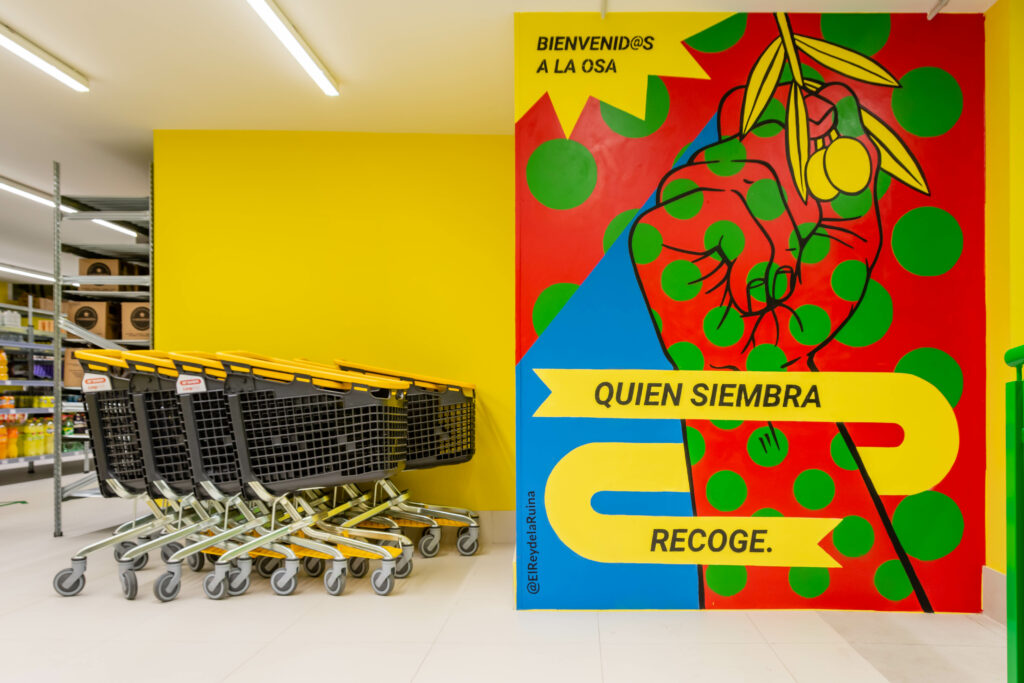 BIENVENID@S
A LA OSA
QUIEN SIEMBRA
RECOGE.
@ElReydelaRuina